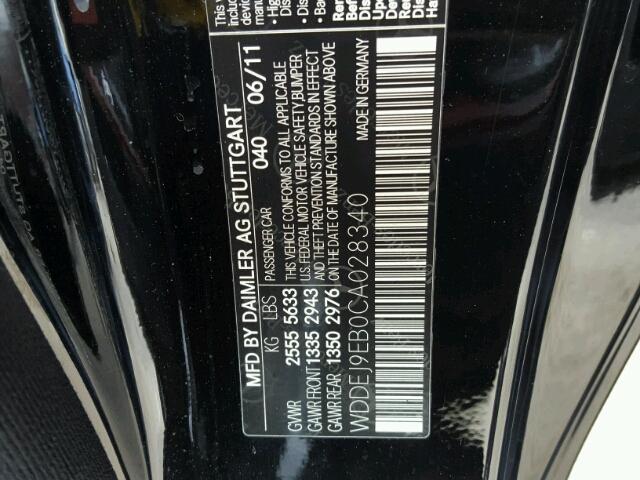 MFD BY DAIMLER AG STUTTGART
040 06/11
KG LBS PASSENGER CAR
GVWR 2555 5633 THIS VEHICLE CONFORMS TO ALL APPLICABLE
U.S. FEDERAL MOTOR VEHICLE SAFETY,BUMPER
GAWR FRONT 1335 2943 AND THEFT PREVENTION STANDARDS IN EFFECT
GAWR REAR 1350 2976 ON THE DATE OF MANUFACTURE SHOWN ABOVE
WDDEJ9EB0CA028340 MADE IN GERMANY